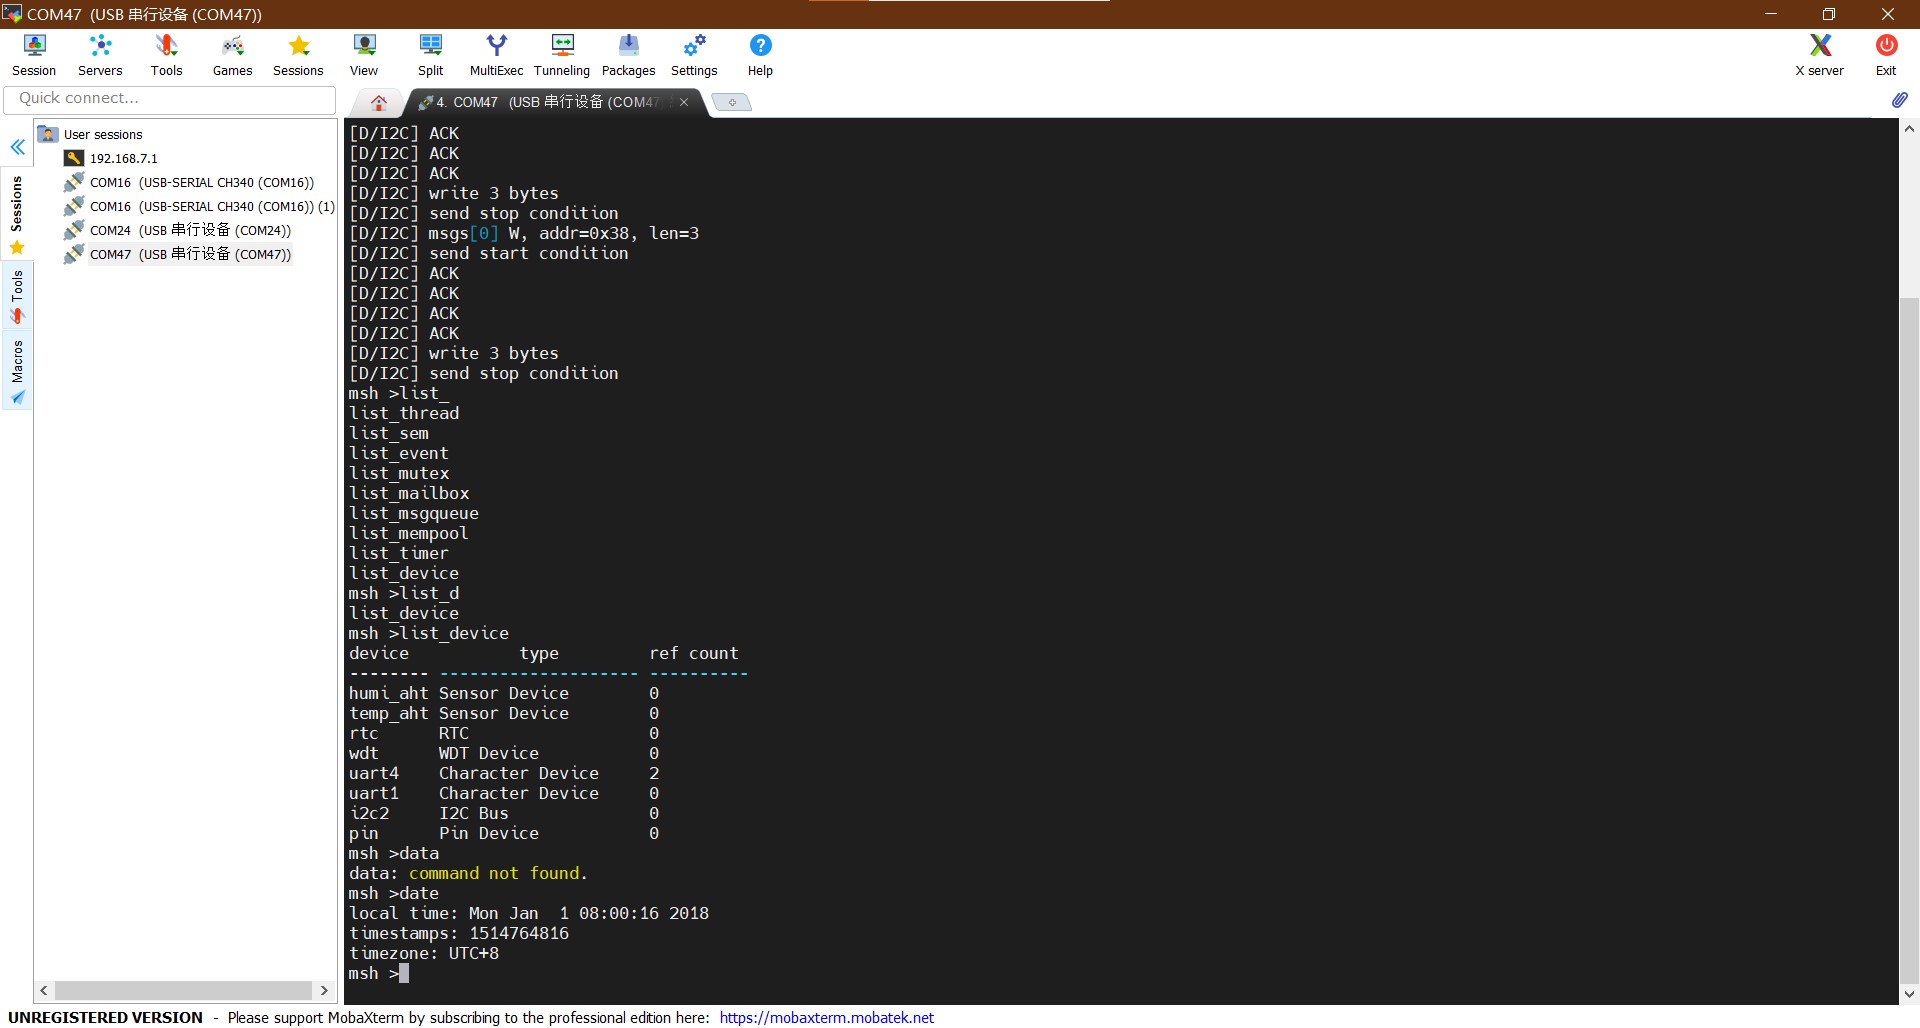 COM47  (USB 串行设备 (COM47))
Session Servers Tools Games Sessions View Split MultiExec Tunneling Packages Settings Help X server Exit
Quick connect...
4. COM47  (USB 串行设备 (COM47
User sessions
192.168.7.1
COM16  (USB-SERIAL CH340 (COM16))
COM16  (USB-SERIAL CH340 (COM16)) (1)
COM24  (USB 串行设备 (COM24))
COM47  (USB 串行设备 (COM47))
Sessions
Tools
Macros
[D/I2C] ACK
[D/I2C] ACK
[D/I2C] ACK
[D/I2C] write 3 bytes
[D/I2C] send stop condition
[D/I2C] msgs[0] W, addr=0x38, len=3
[D/I2C] send start condition
[D/I2C] ACK
[D/I2C] ACK
[D/I2C] ACK
[D/I2C] ACK
[D/I2C] write 3 bytes
[D/I2C] send stop condition
msh >list_
list_thread
list_sem
list_event
list_mutex
list_mailbox
list_msgqueue
list_mempool
list_timer
list_device
msh >list_d
list_device
msh >list_device
device           type         ref count
-------- -------------------- ----------
humi_aht Sensor Device        0
temp_aht Sensor Device        0
rtc      RTC                  0
wdt      WDT Device           0
uart4    Character Device     2
uart1    Character Device     0
i2c2     I2C Bus              0
pin      Pin Device           0
msh >data
data: command not found.
msh >date
local time: Mon Jan  1 08:00:16 2018
timestamps: 1514764816
timezone: UTC+8
msh >
UNREGISTERED VERSION  -  Please support MobaXterm by subscribing to the professional edition here:  https://mobaxterm.mobatek.net